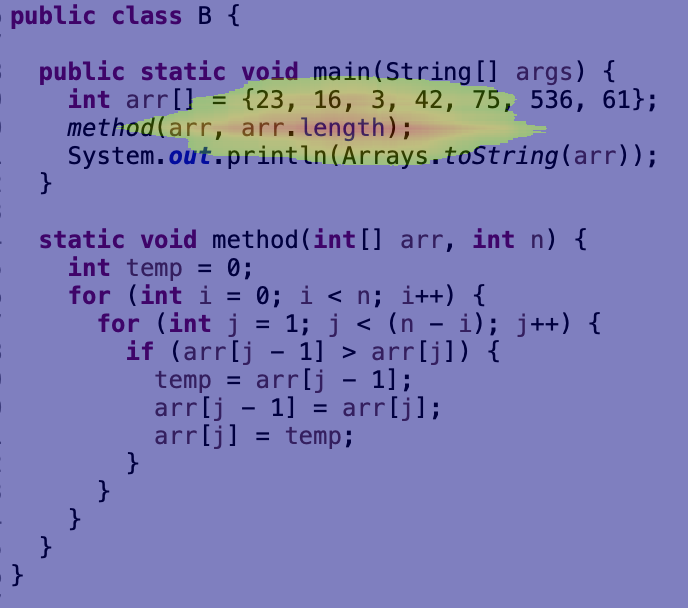 public class B {
public static void main(String[] args) {
int arr[] = {23, 16, 3, 42, 75, 536, 61};
method(arr, arr.length);
System.out.println(Arrays.toString(arr));
}
static void method(int[] arr, int n) {
int temp = 0;
for (int i = 0; i < n; i++) {
for (int j = 1; j < (n - i); j++) {
if (arr[j - 1] > arr[j]) {
temp = arr[j - 1];
arr[j - 1] = arr[j];
arr[j] = temp;
}
}
}
}
}